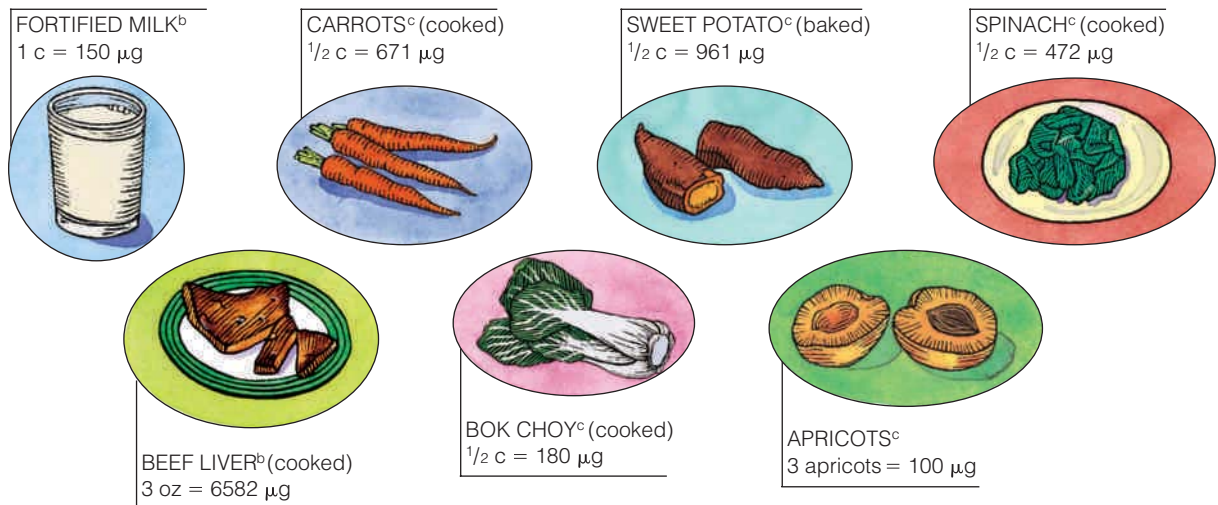 FORTIFIED MILKᵇ
1 c = 150 µg
CARROTSᶜ (cooked)
1/2 c = 671 µg
SWEET POTATOᶜ (baked)
1/2 c = 961 µg
SPINACHᶜ (cooked)
1/2 c = 472 µg
BEEF LIVERᵇ (cooked)
3 oz = 6582 µg
BOK CHOYᶜ (cooked)
1/2 c = 180 µg
APRICOTSᶜ
3 apricots = 100 µg